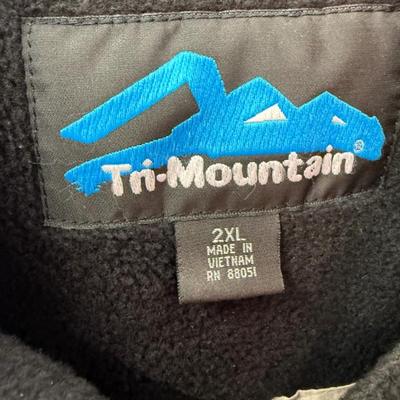 Tri-Mountain®
2XL
MADE IN
VIETNAM
RN 88051